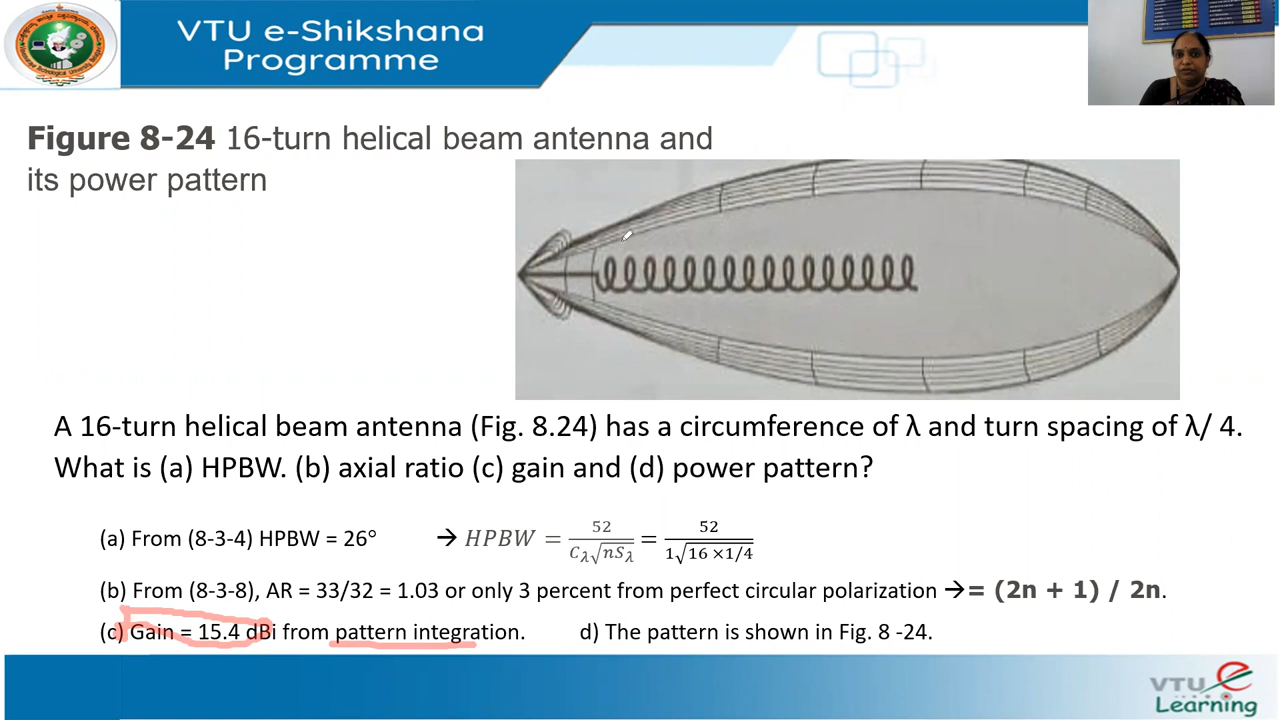 VTU e-Shikshana
Programme
Figure 8-24 16-turn helical beam antenna and
its power pattern
A 16-turn helical beam antenna (Fig. 8.24) has a circumference of λ and turn spacing of λ/ 4.
What is (a) HPBW. (b) axial ratio (c) gain and (d) power pattern?
(a) From (8-3-4) HPBW = 26° → HPBW = 52 / C_λ√nS_λ = 52 / 1√16 ×1/4
(b) From (8-3-8), AR = 33/32 = 1.03 or only 3 percent from perfect circular polarization → = (2n + 1) / 2n.
(c) Gain = 15.4 dBi from pattern integration. d) The pattern is shown in Fig. 8 -24.
VTU e
Learning